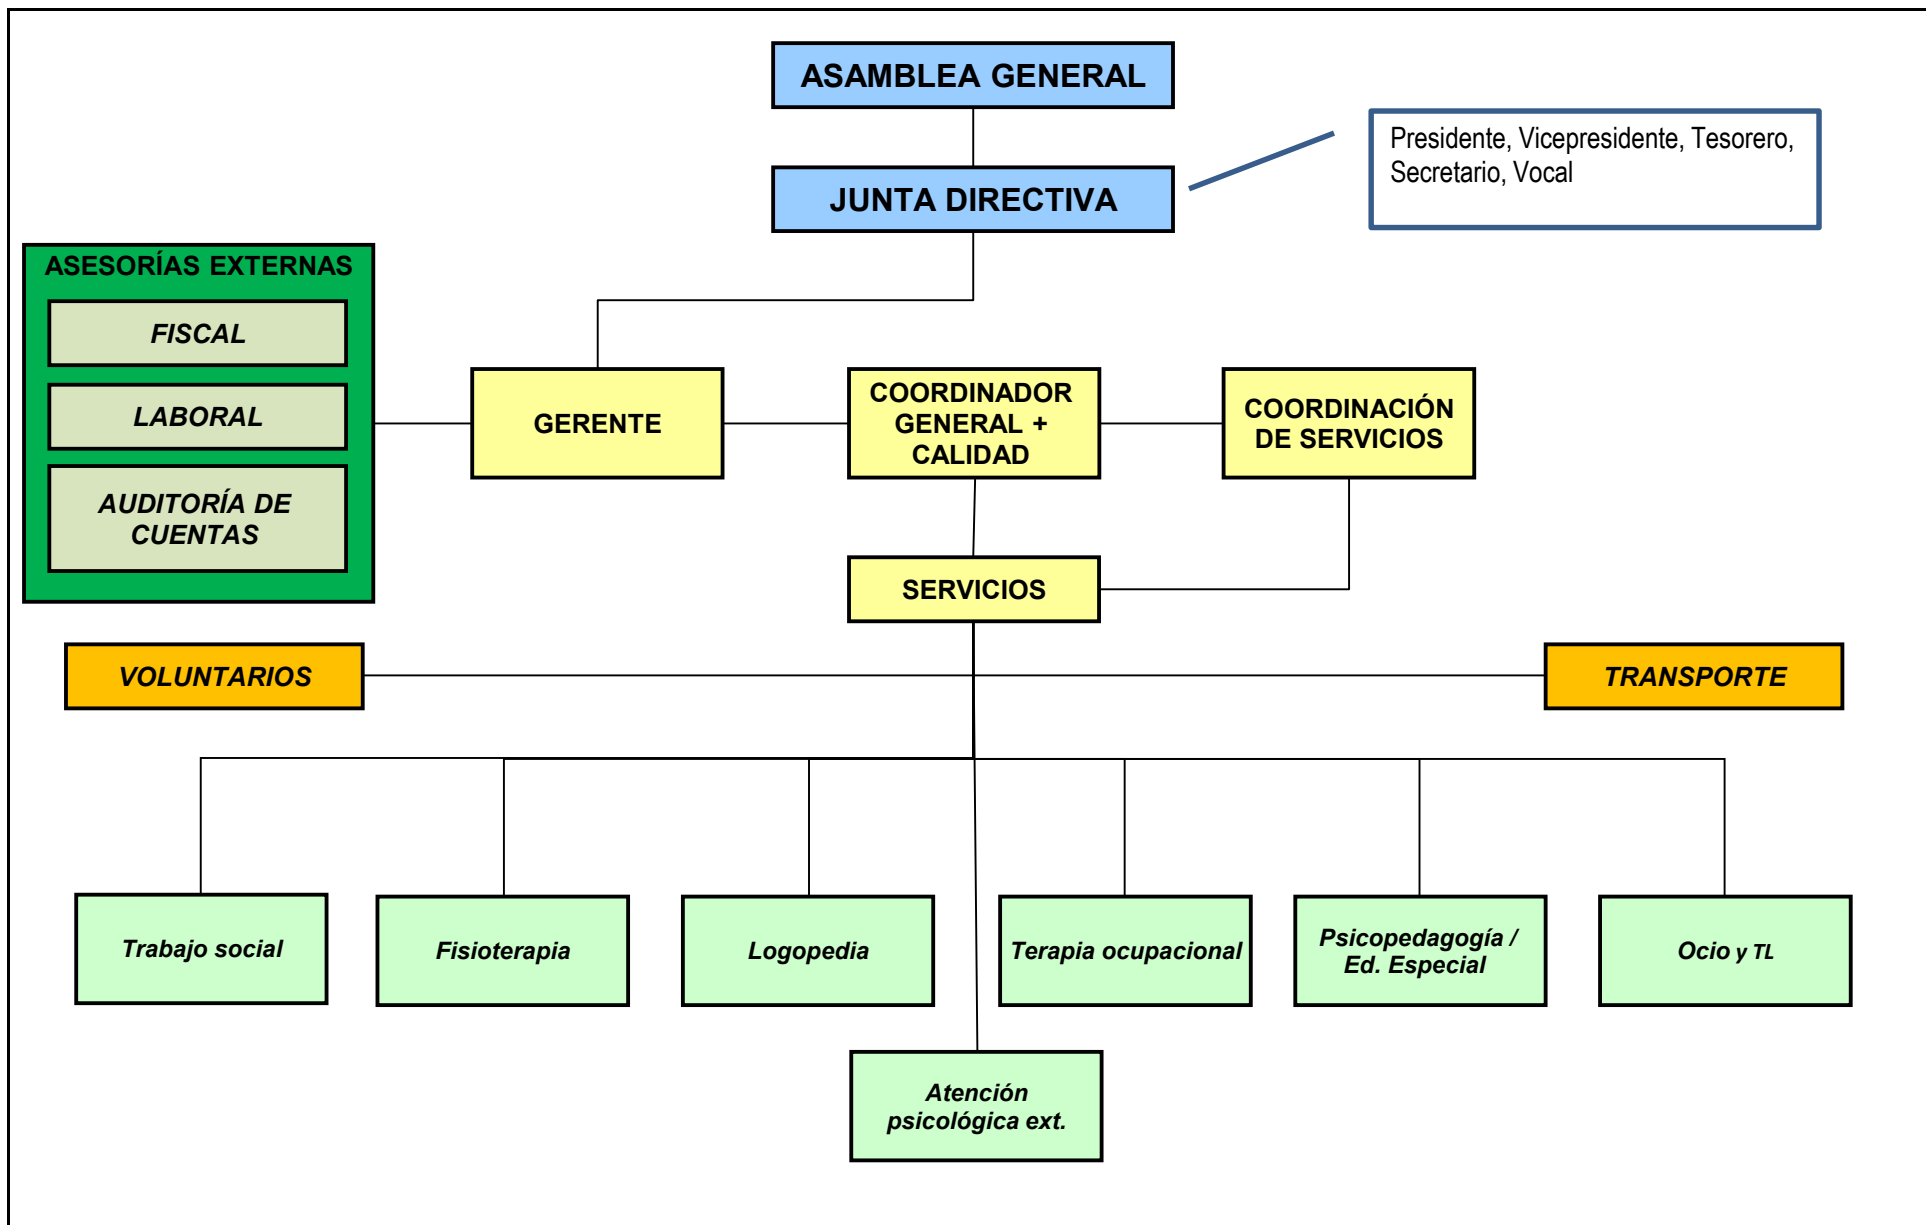 ASAMBLEA GENERAL
Presidente, Vicepresidente, Tesorero,
Secretario, Vocal
JUNTA DIRECTIVA
ASESORÍAS EXTERNAS
FISCAL
LABORAL
AUDITORÍA DE
CUENTAS
GERENTE
COORDINADOR
GENERAL +
CALIDAD
COORDINACIÓN
DE SERVICIOS
SERVICIOS
VOLUNTARIOS
TRANSPORTE
Trabajo social
Fisioterapia
Logopedia
Terapia ocupacional
Psicopedagogía /
Ed. Especial
Ocio y TL
Atención
psicológica ext.